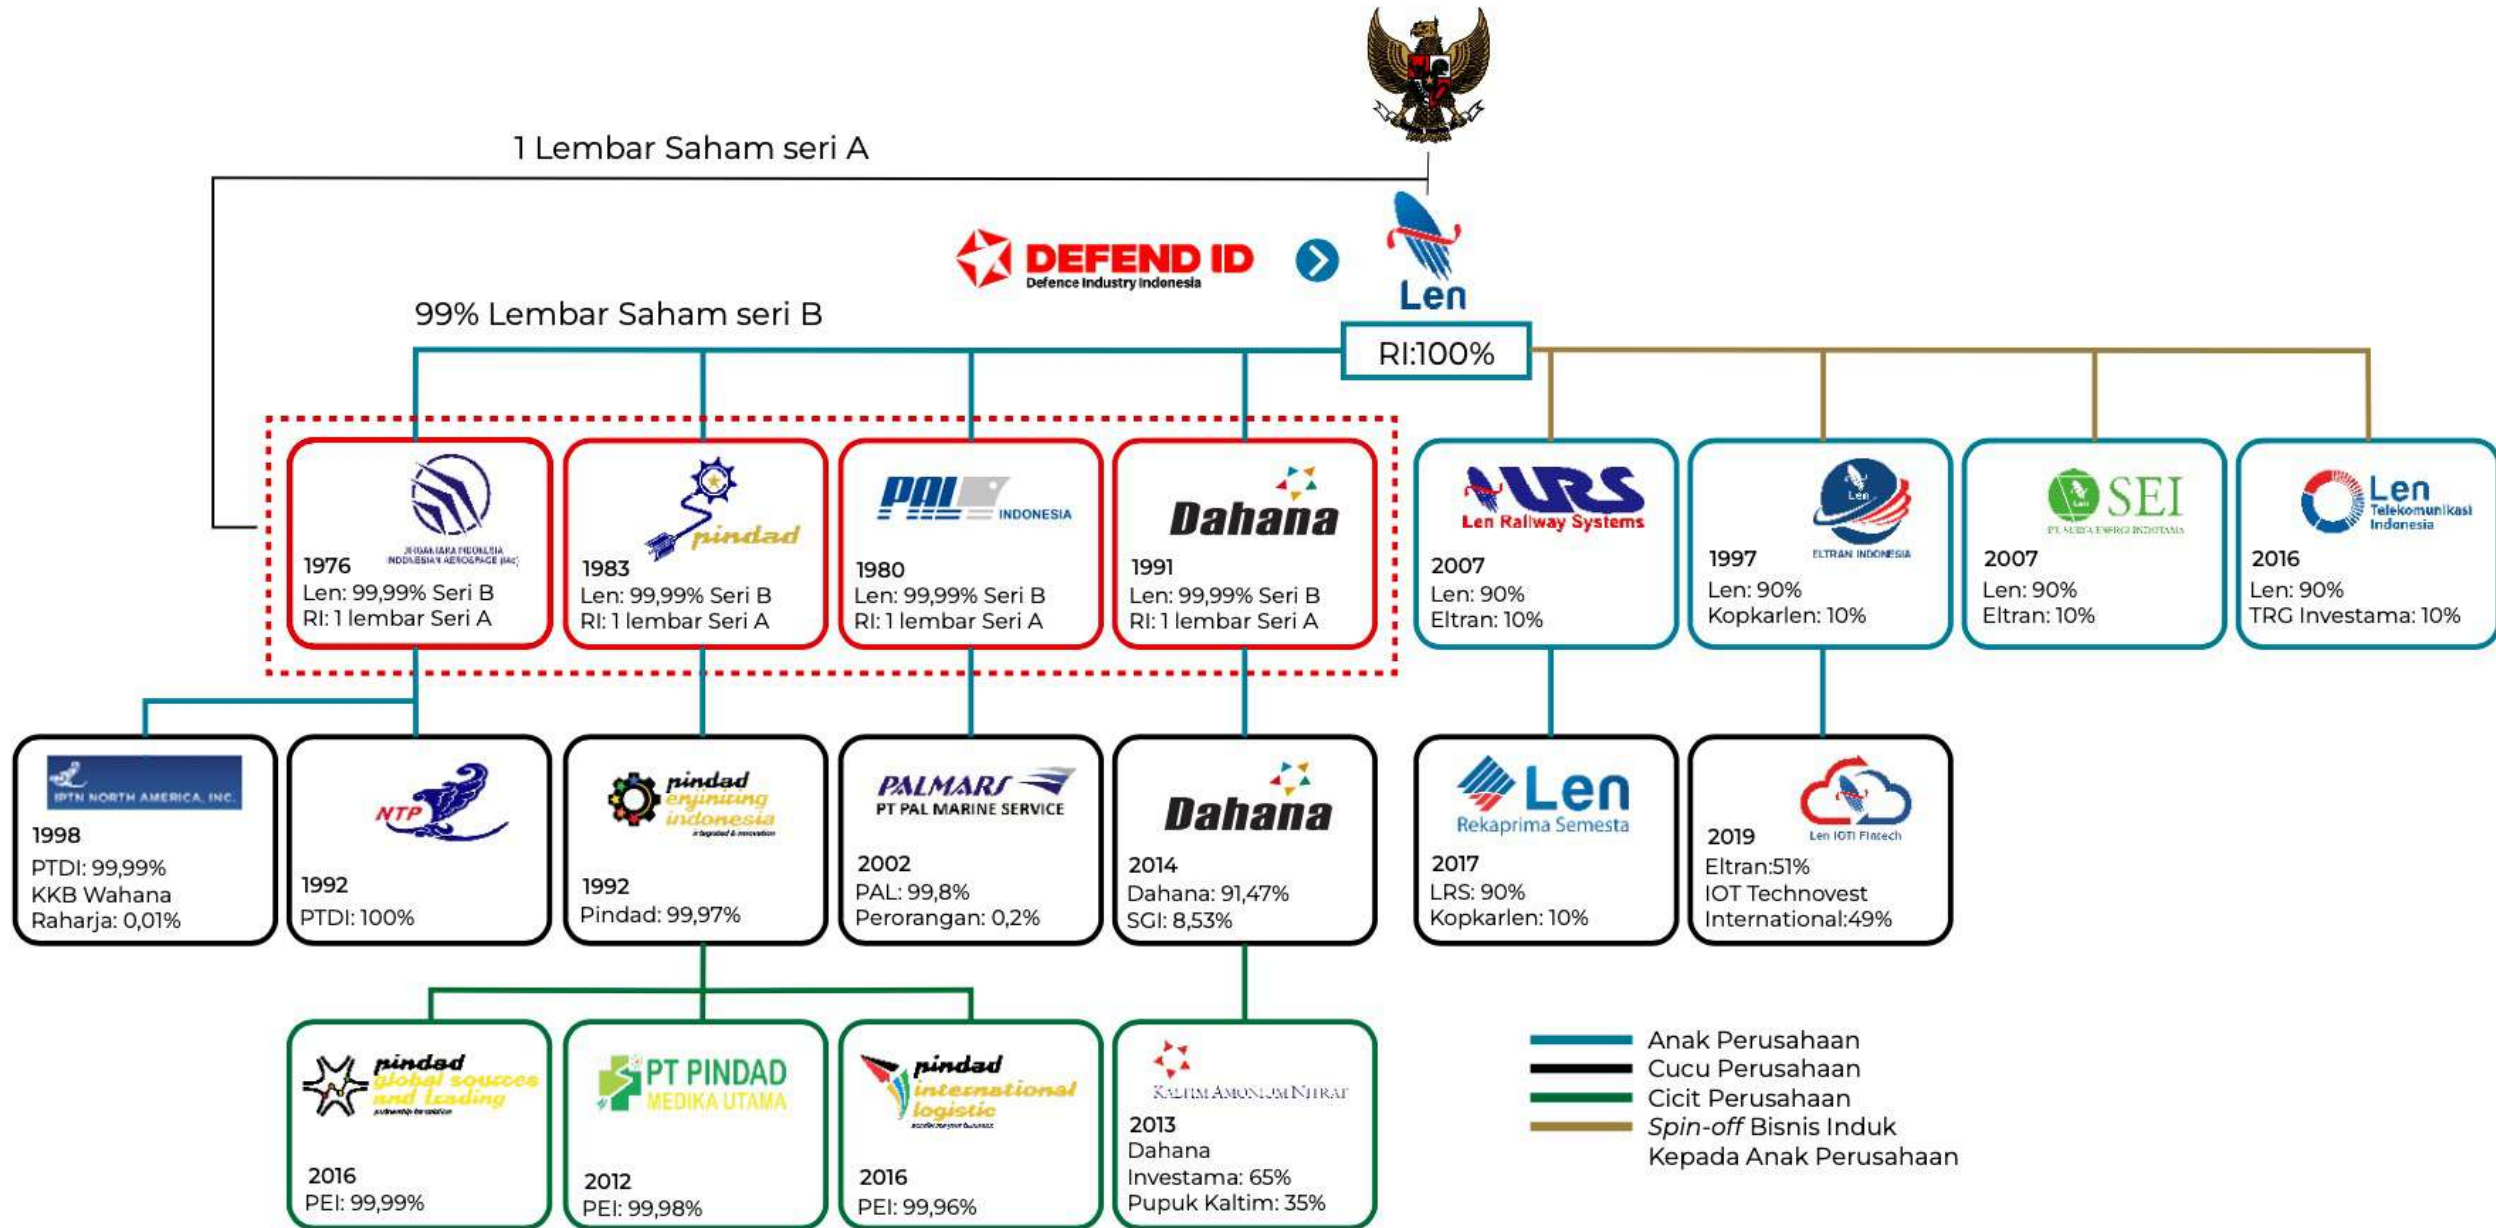 1 Lembar Saham seri A
DEFEND ID
Defence Industry Indonesia
Len
99% Lembar Saham seri B
RI:100%
INDONESIAN AEROSPACE (IAe)
1976
Len: 99,99% Seri B
RI: 1 lembar Seri A
pindad
1983
Len: 99,99% Seri B
RI: 1 lembar Seri A
PAL INDONESIA
1980
Len: 99,99% Seri B
RI: 1 lembar Seri A
Dahana
1991
Len: 99,99% Seri B
RI: 1 lembar Seri A
LRS
Len Railway Systems
2007
Len: 90%
Eltran: 10%
Len
ELTRAN INDONESIA
1997
Len: 90%
Kopkarlen: 10%
SEI
2007
Len: 90%
Eltran: 10%
Len
Telekomunikasi
Indonesia
2016
Len: 90%
TRG Investama: 10%
IPTN NORTH AMERICA, INC.
1998
PTDI: 99,99%
KKB Wahana
Raharja: 0,01%
NTP
1992
PTDI: 100%
pindad
enjiniring
indonesia
1992
Pindad: 99,97%
PALMARS
PT PAL MARINE SERVICE
2002
PAL: 99,8%
Perorangan: 0,2%
Dahana
2014
Dahana: 91,47%
SGI: 8,53%
Len
Rekaprima Semesta
2017
LRS: 90%
Kopkarlen: 10%
Len IOTI Fintech
2019
Eltran:51%
IOT Technovest
International:49%
pindad
global sources
and trading
2016
PEI: 99,99%
PT PINDAD
MEDIKA UTAMA
2012
PEI: 99,98%
pindad
international
logistic
2016
PEI: 99,96%
KALTIM AMONIUM NITRAT
2013
Dahana
Investama: 65%
Pupuk Kaltim: 35%
Anak Perusahaan
Cucu Perusahaan
Cicit Perusahaan
Spin-off Bisnis Induk
Kepada Anak Perusahaan